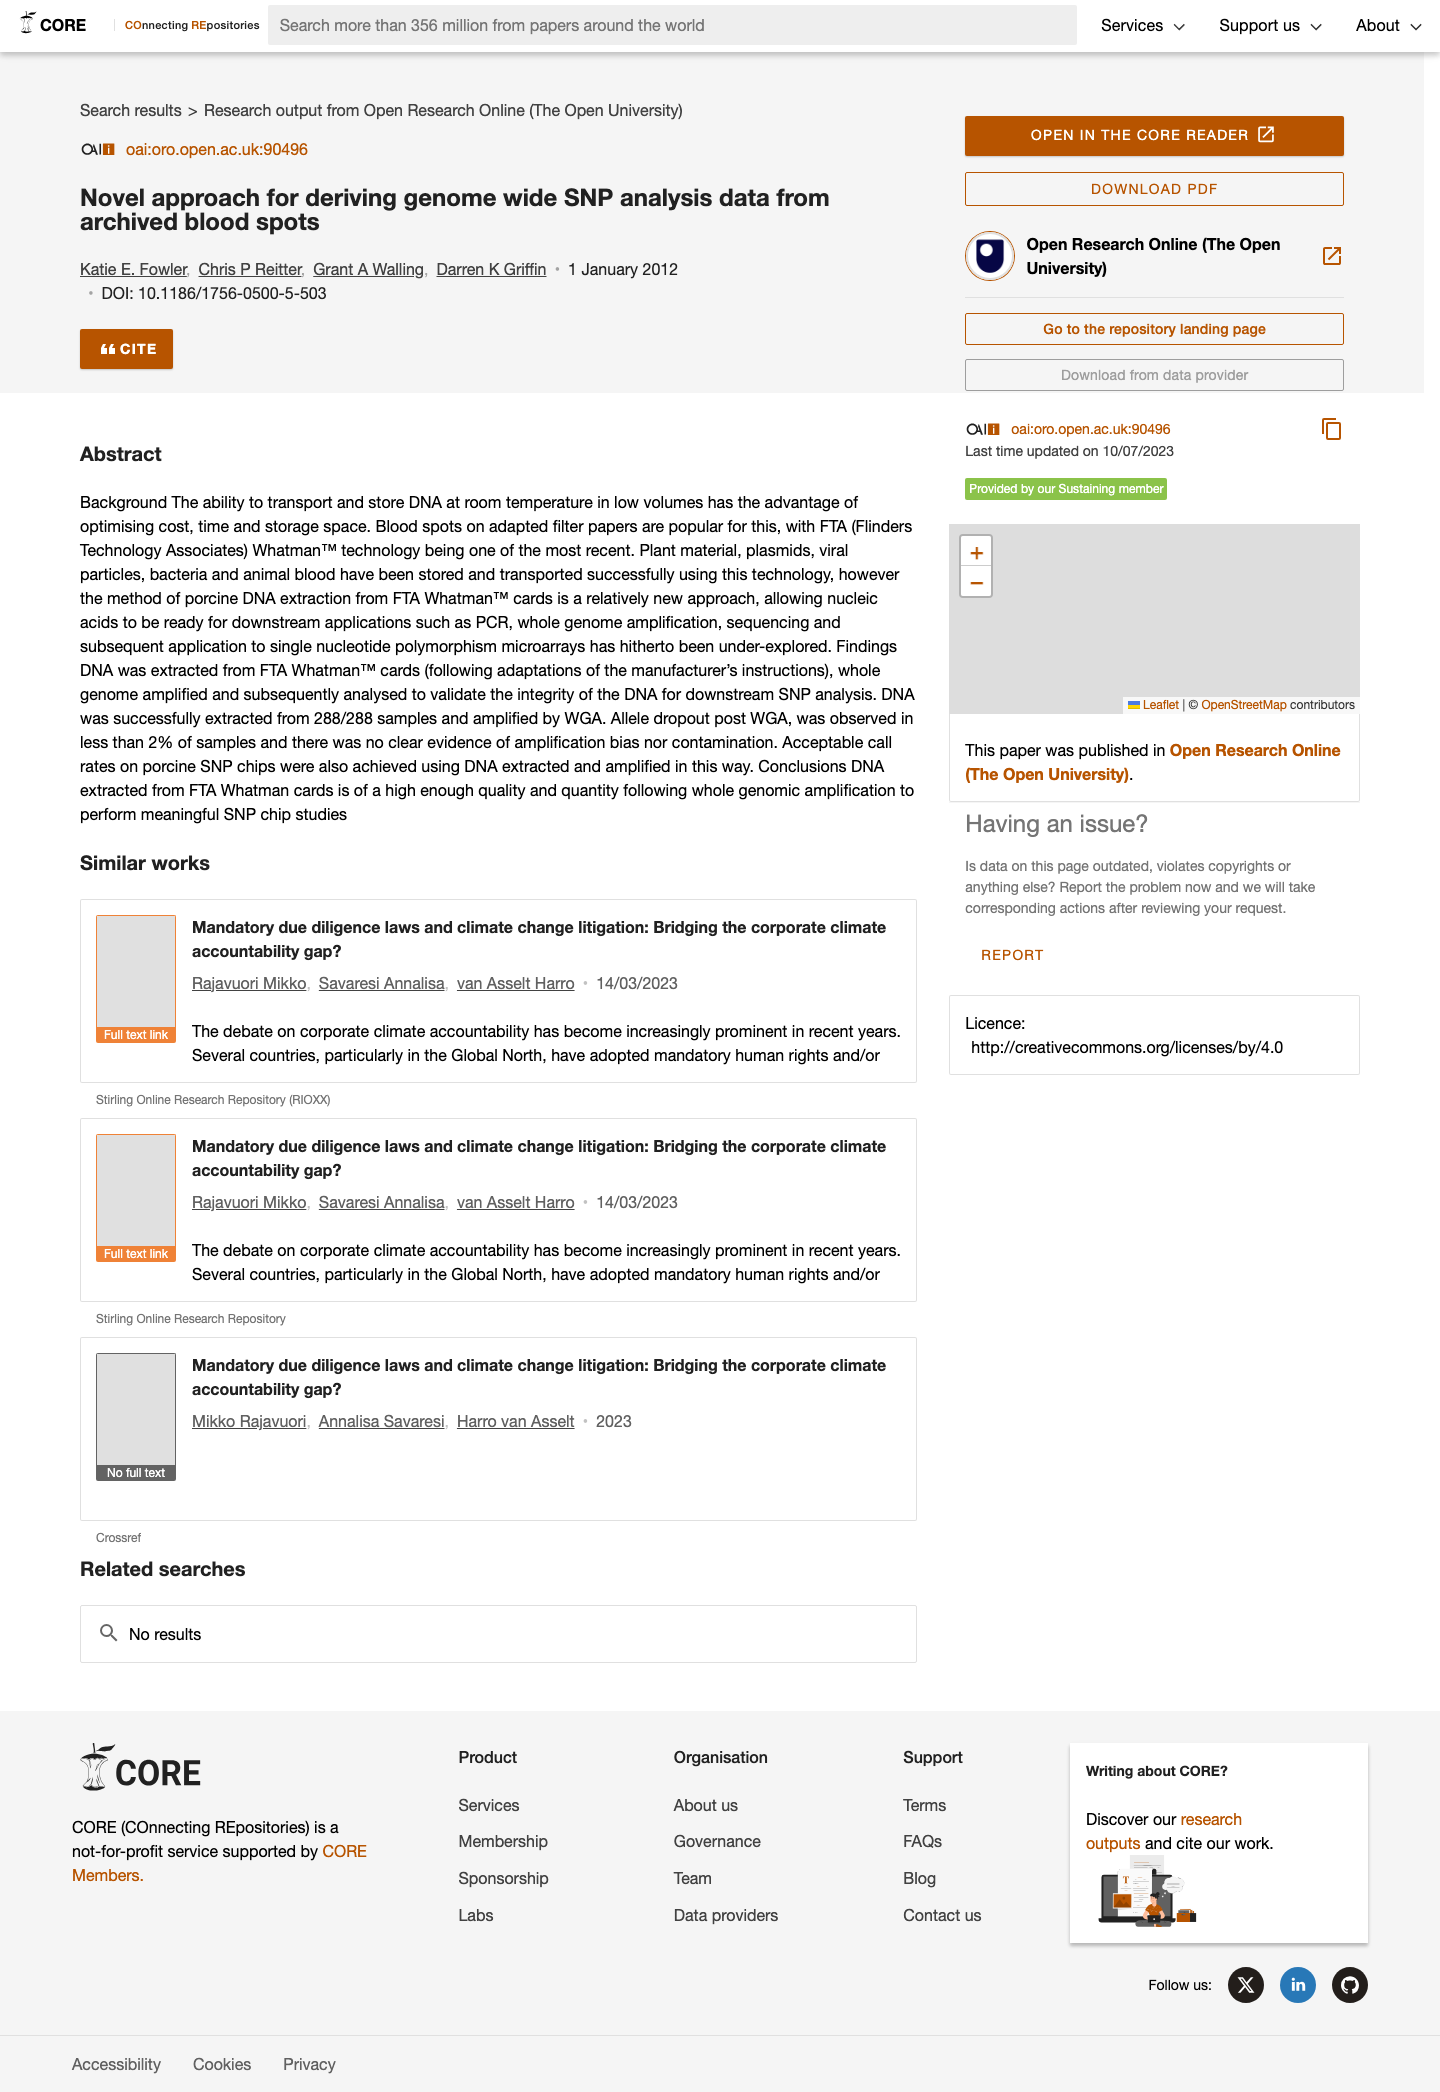 CORE
COnnecting REpositories
Search more than 356 million from papers around the world
Services
Support us
About
Search results > Research output from Open Research Online (The Open University)
OAI oai:oro.open.ac.uk:90496
Novel approach for deriving genome wide SNP analysis data from
archived blood spots
Katie E. Fowler, Chris P Reitter, Grant A Walling, Darren K Griffin • 1 January 2012
• DOI: 10.1186/1756-0500-5-503
CITE
OPEN IN THE CORE READER
DOWNLOAD PDF
Open Research Online (The Open
University)
Go to the repository landing page
Download from data provider
OAI oai:oro.open.ac.uk:90496
Last time updated on 10/07/2023
Provided by our Sustaining member
+
−
Leaflet | © OpenStreetMap contributors
This paper was published in Open Research Online
(The Open University).
Having an issue?
Is data on this page outdated, violates copyrights or
anything else? Report the problem now and we will take
corresponding actions after reviewing your request.
REPORT
Licence:
http://creativecommons.org/licenses/by/4.0
Abstract
Background The ability to transport and store DNA at room temperature in low volumes has the advantage of
optimising cost, time and storage space. Blood spots on adapted filter papers are popular for this, with FTA (Flinders
Technology Associates) Whatman™ technology being one of the most recent. Plant material, plasmids, viral
particles, bacteria and animal blood have been stored and transported successfully using this technology, however
the method of porcine DNA extraction from FTA Whatman™ cards is a relatively new approach, allowing nucleic
acids to be ready for downstream applications such as PCR, whole genome amplification, sequencing and
subsequent application to single nucleotide polymorphism microarrays has hitherto been under-explored. Findings
DNA was extracted from FTA Whatman™ cards (following adaptations of the manufacturer’s instructions), whole
genome amplified and subsequently analysed to validate the integrity of the DNA for downstream SNP analysis. DNA
was successfully extracted from 288/288 samples and amplified by WGA. Allele dropout post WGA, was observed in
less than 2% of samples and there was no clear evidence of amplification bias nor contamination. Acceptable call
rates on porcine SNP chips were also achieved using DNA extracted and amplified in this way. Conclusions DNA
extracted from FTA Whatman cards is of a high enough quality and quantity following whole genomic amplification to
perform meaningful SNP chip studies
Similar works
Full text link
Mandatory due diligence laws and climate change litigation: Bridging the corporate climate
accountability gap?
Rajavuori Mikko, Savaresi Annalisa, van Asselt Harro • 14/03/2023
The debate on corporate climate accountability has become increasingly prominent in recent years.
Several countries, particularly in the Global North, have adopted mandatory human rights and/or
Stirling Online Research Repository (RIOXX)
Full text link
Mandatory due diligence laws and climate change litigation: Bridging the corporate climate
accountability gap?
Rajavuori Mikko, Savaresi Annalisa, van Asselt Harro • 14/03/2023
The debate on corporate climate accountability has become increasingly prominent in recent years.
Several countries, particularly in the Global North, have adopted mandatory human rights and/or
Stirling Online Research Repository
No full text
Mandatory due diligence laws and climate change litigation: Bridging the corporate climate
accountability gap?
Mikko Rajavuori, Annalisa Savaresi, Harro van Asselt • 2023
Crossref
Related searches
No results
CORE
CORE (COnnecting REpositories) is a
not-for-profit service supported by CORE
Members.
Product
Services
Membership
Sponsorship
Labs
Organisation
About us
Governance
Team
Data providers
Support
Terms
FAQs
Blog
Contact us
Writing about CORE?
Discover our research
outputs and cite our work.
T
Follow us:
X
in
Accessibility
Cookies
Privacy